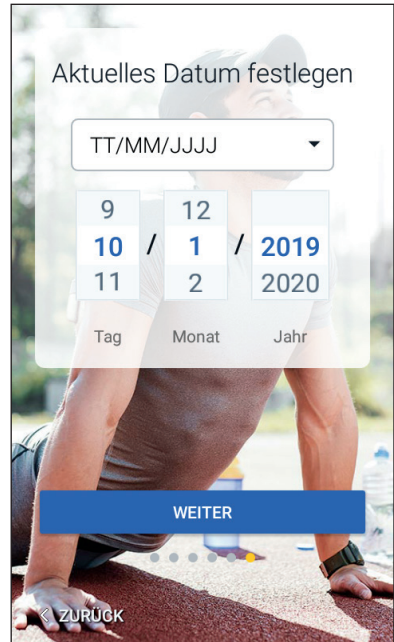 Aktuelles Datum festlegen
TT/MM/JJJJ
9 12
10 / 1 / 2019
11 2 2020
Tag Monat Jahr
WEITER
< ZURÜCK